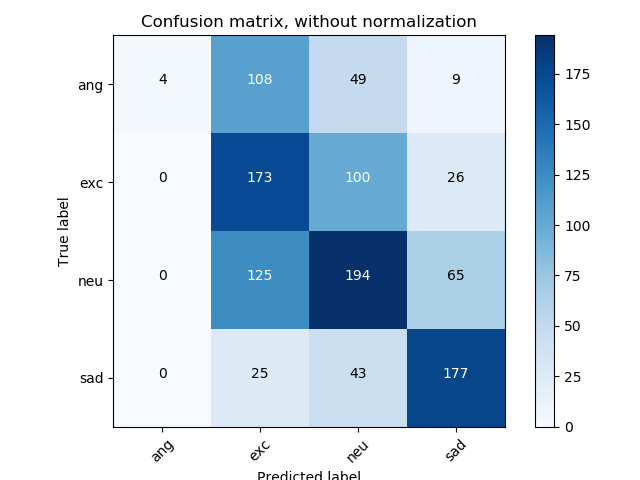 Confusion matrix, without normalization
True label
ang 4 108 49 9
exc 0 173 100 26
neu 0 125 194 65
sad 0 25 43 177
ang exc neu sad
Predicted label
175
150
125
100
75
50
25
0